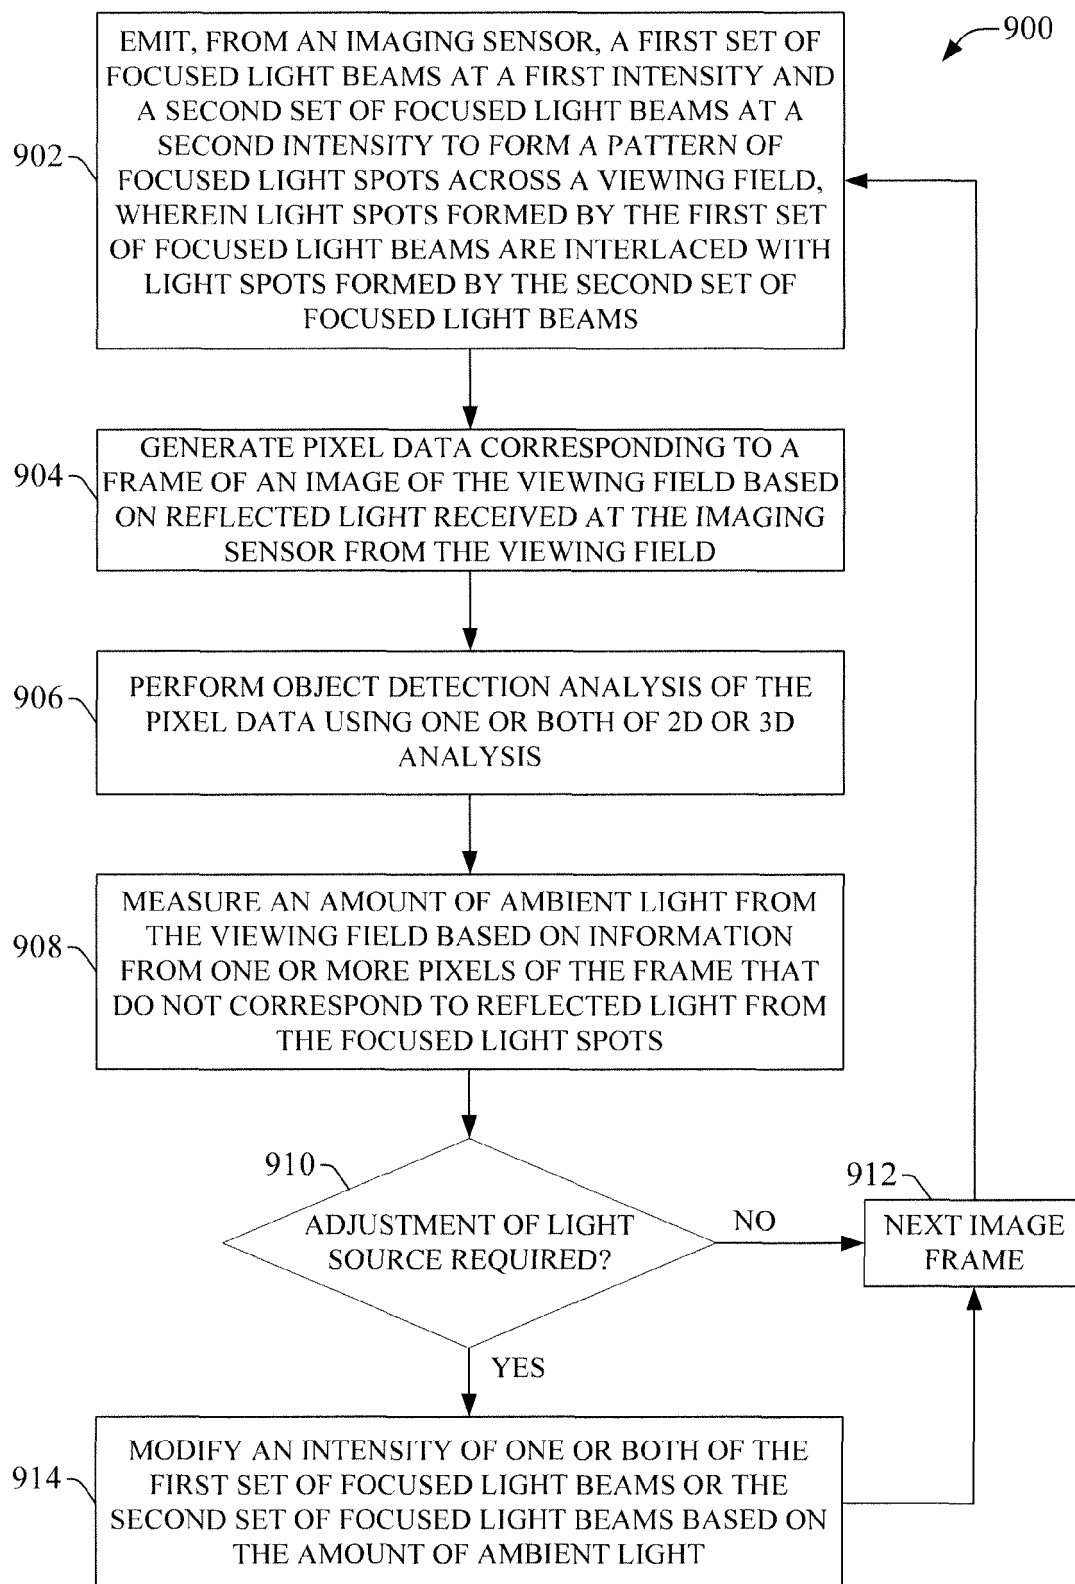 900
EMIT, FROM AN IMAGING SENSOR, A FIRST SET OF
FOCUSED LIGHT BEAMS AT A FIRST INTENSITY AND
A SECOND SET OF FOCUSED LIGHT BEAMS AT A
SECOND INTENSITY TO FORM A PATTERN OF
FOCUSED LIGHT SPOTS ACROSS A VIEWING FIELD,
WHEREIN LIGHT SPOTS FORMED BY THE FIRST SET
OF FOCUSED LIGHT BEAMS ARE INTERLACED WITH
LIGHT SPOTS FORMED BY THE SECOND SET OF
FOCUSED LIGHT BEAMS
902
GENERATE PIXEL DATA CORRESPONDING TO A
FRAME OF AN IMAGE OF THE VIEWING FIELD BASED
ON REFLECTED LIGHT RECEIVED AT THE IMAGING
SENSOR FROM THE VIEWING FIELD
904
PERFORM OBJECT DETECTION ANALYSIS OF THE
PIXEL DATA USING ONE OR BOTH OF 2D OR 3D
ANALYSIS
906
MEASURE AN AMOUNT OF AMBIENT LIGHT FROM
THE VIEWING FIELD BASED ON INFORMATION
FROM ONE OR MORE PIXELS OF THE FRAME THAT
DO NOT CORRESPOND TO REFLECTED LIGHT FROM
THE FOCUSED LIGHT SPOTS
908
910
ADJUSTMENT OF LIGHT
SOURCE REQUIRED?
NO
912
NEXT IMAGE
FRAME
YES
MODIFY AN INTENSITY OF ONE OR BOTH OF THE
FIRST SET OF FOCUSED LIGHT BEAMS OR THE
SECOND SET OF FOCUSED LIGHT BEAMS BASED ON
THE AMOUNT OF AMBIENT LIGHT
914